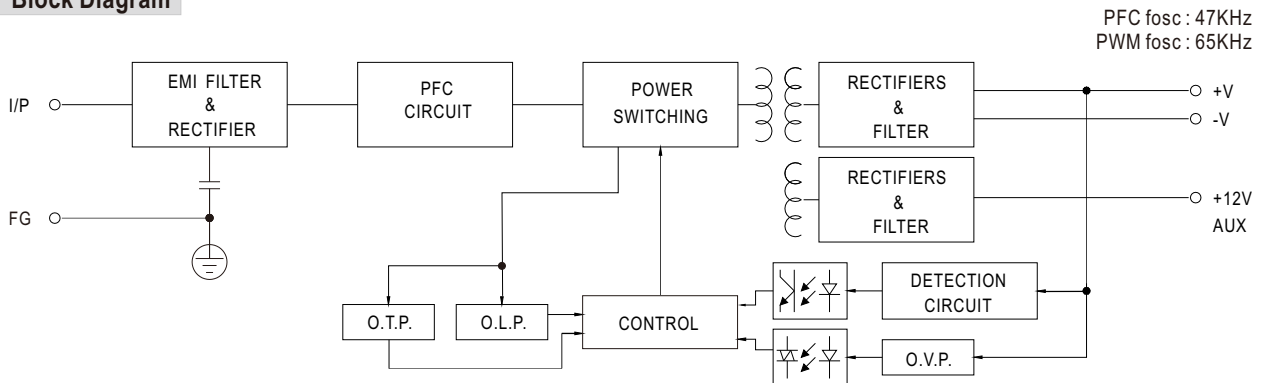 Block Diagram
PFC fosc : 47KHz
PWM fosc : 65KHz
I/P
EMI FILTER
&
RECTIFIER
PFC
CIRCUIT
POWER
SWITCHING
RECTIFIERS
&
FILTER
+V
-V
RECTIFIERS
&
FILTER
+12V
AUX
FG
O.T.P.
O.L.P.
CONTROL
DETECTION
CIRCUIT
O.V.P.